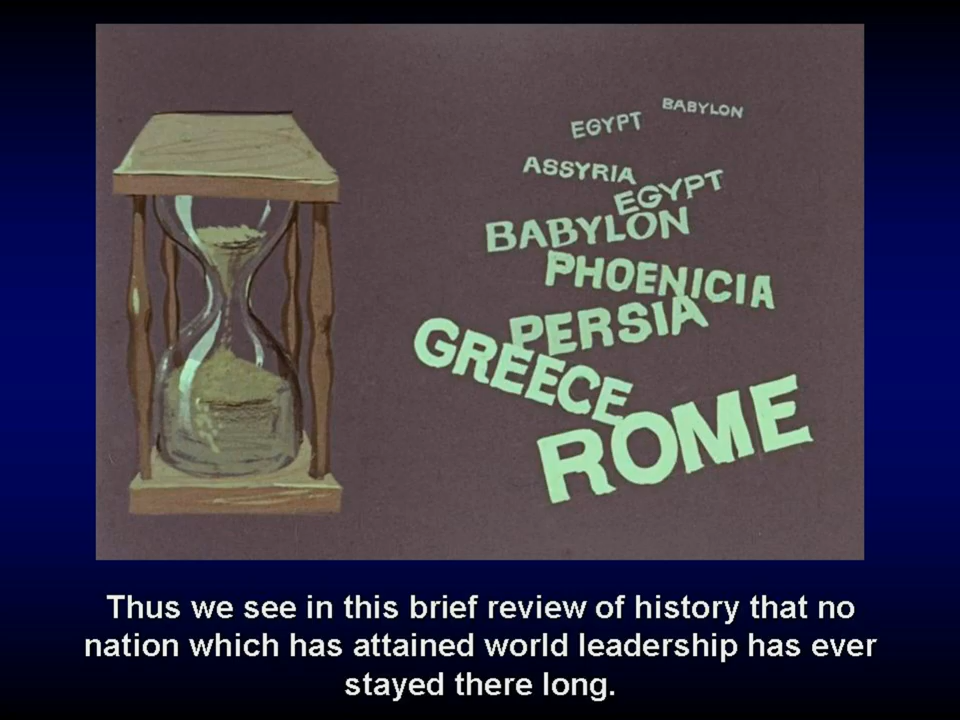 BABYLON
EGYPT
ASSYRIA
EGYPT
BABYLON
PHOENICIA
PERSIA
GREECE
ROME
Thus we see in this brief review of history that no
nation which has attained world leadership has ever
stayed there long.